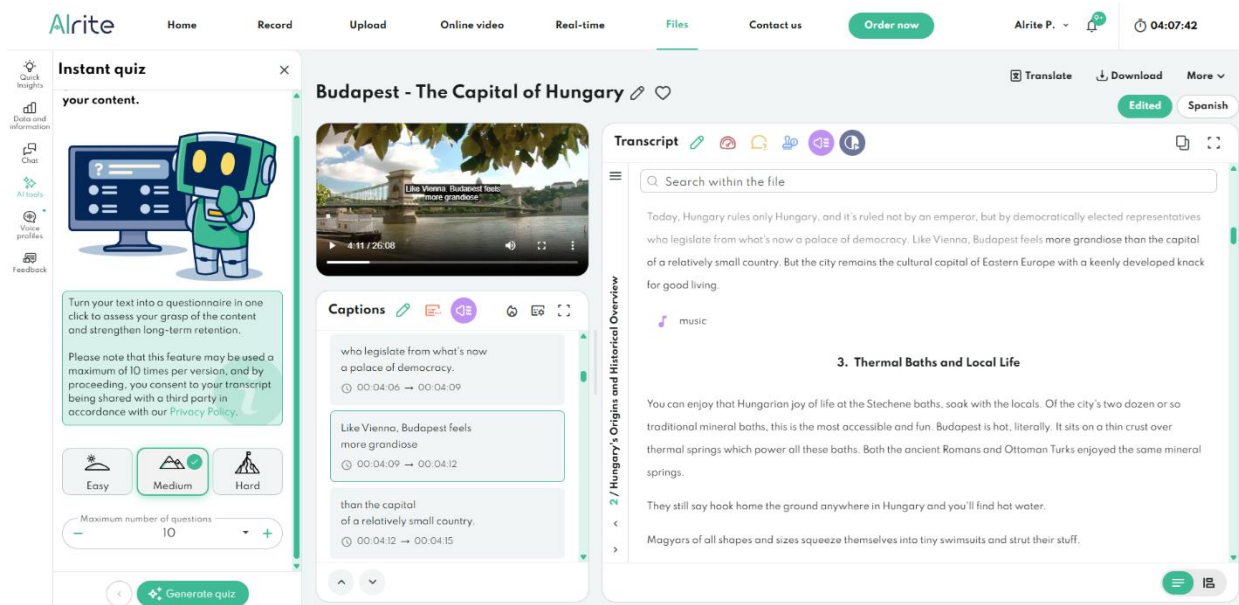 Alrite
Home
Record
Upload
Online video
Real-time
Files
Contact us
Order now
Alrite P.
9+
04:07:42
Quick
Insights
Data and
information
Chat
AI tools
Voice
profiles
Feedback
Instant quiz
your content.
?
Turn your text into a questionnaire in one
click to assess your grasp of the content
and strengthen long-term retention.
Please note that this feature may be used a
maximum of 10 times per version, and by
proceeding, you consent to your transcript
being shared with a third party in
accordance with our Privacy Policy.
Easy
Medium
Hard
Maximum number of questions
10
Generate quiz
Budapest - The Capital of Hungary
Translate
Download
More
Edited
Spanish
Like Vienna, Budapest feels
more grandiose
4:11 / 26:08
Captions
who legislate from what's now
a palace of democracy.
00:04:06 → 00:04:09
Like Vienna, Budapest feels
more grandiose
00:04:09 → 00:04:12
than the capital
of a relatively small country.
00:04:12 → 00:04:15
Transcript
Search within the file
2 / Hungary's Origins and Historical Overview
Today, Hungary rules only Hungary, and it's ruled not by an emperor, but by democratically elected representatives
who legislate from what's now a palace of democracy. Like Vienna, Budapest feels more grandiose than the capital
of a relatively small country. But the city remains the cultural capital of Eastern Europe with a keenly developed knack
for good living.
music
3. Thermal Baths and Local Life
You can enjoy that Hungarian joy of life at the Stechene baths, soak with the locals. Of the city's two dozen or so
traditional mineral baths, this is the most accessible and fun. Budapest is hot, literally. It sits on a thin crust over
thermal springs which power all these baths. Both the ancient Romans and Ottoman Turks enjoyed the same mineral
springs.
They still say hook home the ground anywhere in Hungary and you'll find hot water.
Magyars of all shapes and sizes squeeze themselves into tiny swimsuits and strut their stuff.